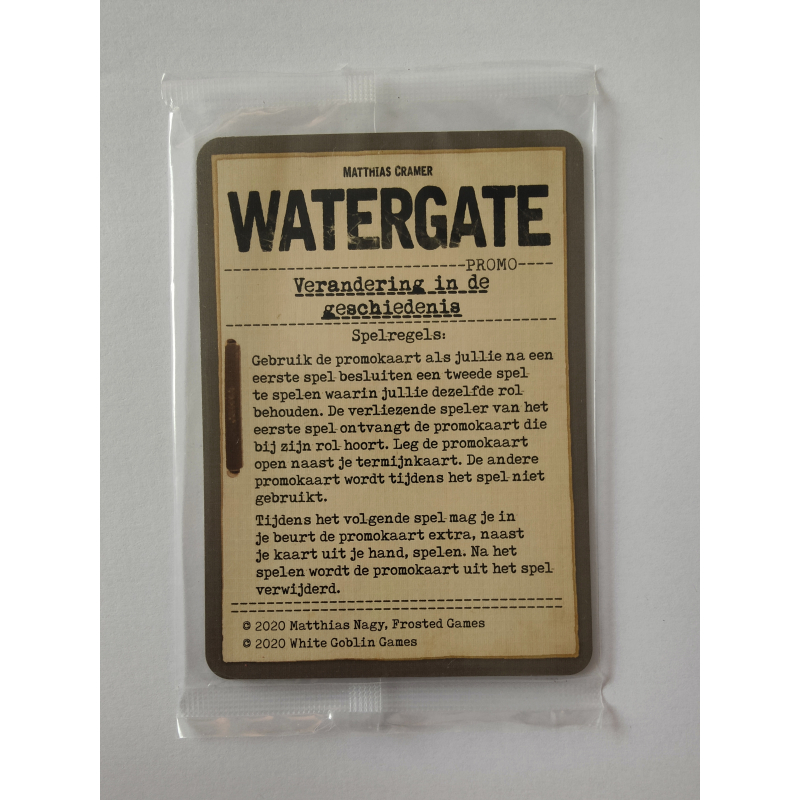 MATTHIAS CRAMER
WATERGATE
PROMO
Verandering in de
geschiedenis
Spelregels:
Gebruik de promokaart als jullie na een
eerste spel besluiten een tweede spel
te spelen waarin jullie dezelfde rol
behouden. De verliezende speler van het
eerste spel ontvangt de promokaart die
bij zijn rol hoort. Leg de promokaart
open naast je termijnkaart. De andere
promokaart wordt tijdens het spel niet
gebruikt.
Tijdens het volgende spel mag je in
je beurt de promokaart extra, naast
je kaart uit je hand, spelen. Na het
spelen wordt de promokaart uit het spel
verwijderd.
© 2020 Matthias Nagy, Frosted Games
© 2020 White Goblin Games